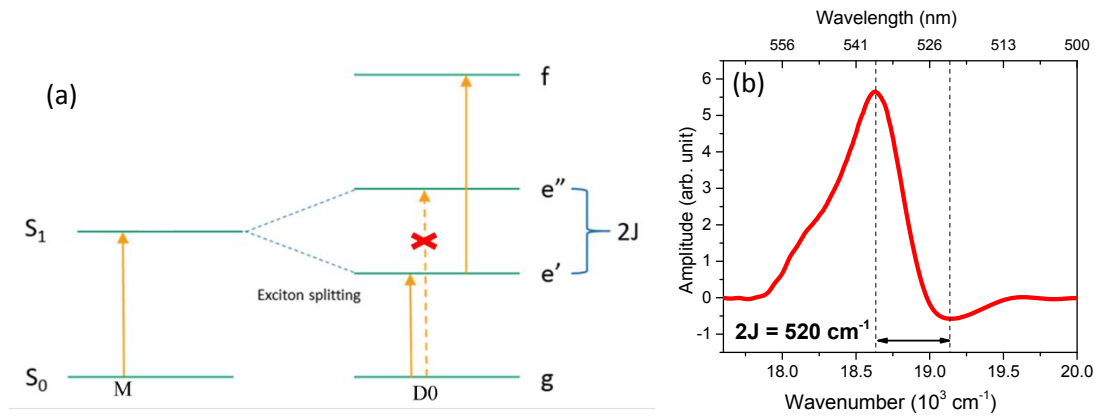 (a)
f
e″
S₁
2J
e'
Exciton splitting
S₀
M
D0
g
Wavelength (nm)
556 541 526 513 500
(b)
Amplitude (arb. unit)
6
5
4
3
2
1
0
-1
2J = 520 cm⁻¹
18.0 18.5 19.0 19.5 20.0
Wavenumber (10³ cm⁻¹)